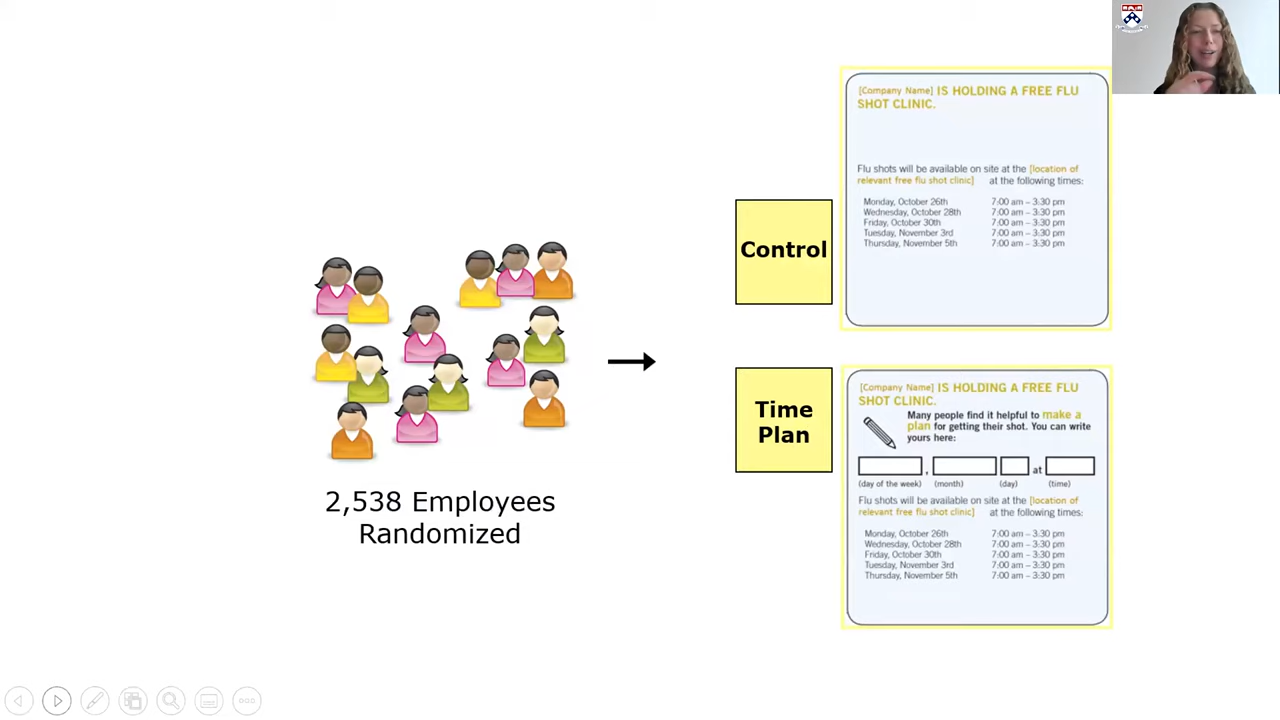 2,538 Employees
Randomized
Control
[Company Name] IS HOLDING A FREE FLU
SHOT CLINIC.
Flu shots will be available on site at the [location of
relevant free flu shot clinic] at the following times:
Monday, October 26th 7:00 am – 3:30 pm
Wednesday, October 28th 7:00 am – 3:30 pm
Friday, October 30th 7:00 am – 3:30 pm
Tuesday, November 3rd 7:00 am – 3:30 pm
Thursday, November 5th 7:00 am – 3:30 pm
Time
Plan
[Company Name] IS HOLDING A FREE FLU
SHOT CLINIC.
Many people find it helpful to make a
plan for getting their shot. You can write
yours here:
, at
(day of the week) (month) (day) (time)
Flu shots will be available on site at the [location of
relevant free flu shot clinic] at the following times:
Monday, October 26th 7:00 am – 3:30 pm
Wednesday, October 28th 7:00 am – 3:30 pm
Friday, October 30th 7:00 am – 3:30 pm
Tuesday, November 3rd 7:00 am – 3:30 pm
Thursday, November 5th 7:00 am – 3:30 pm